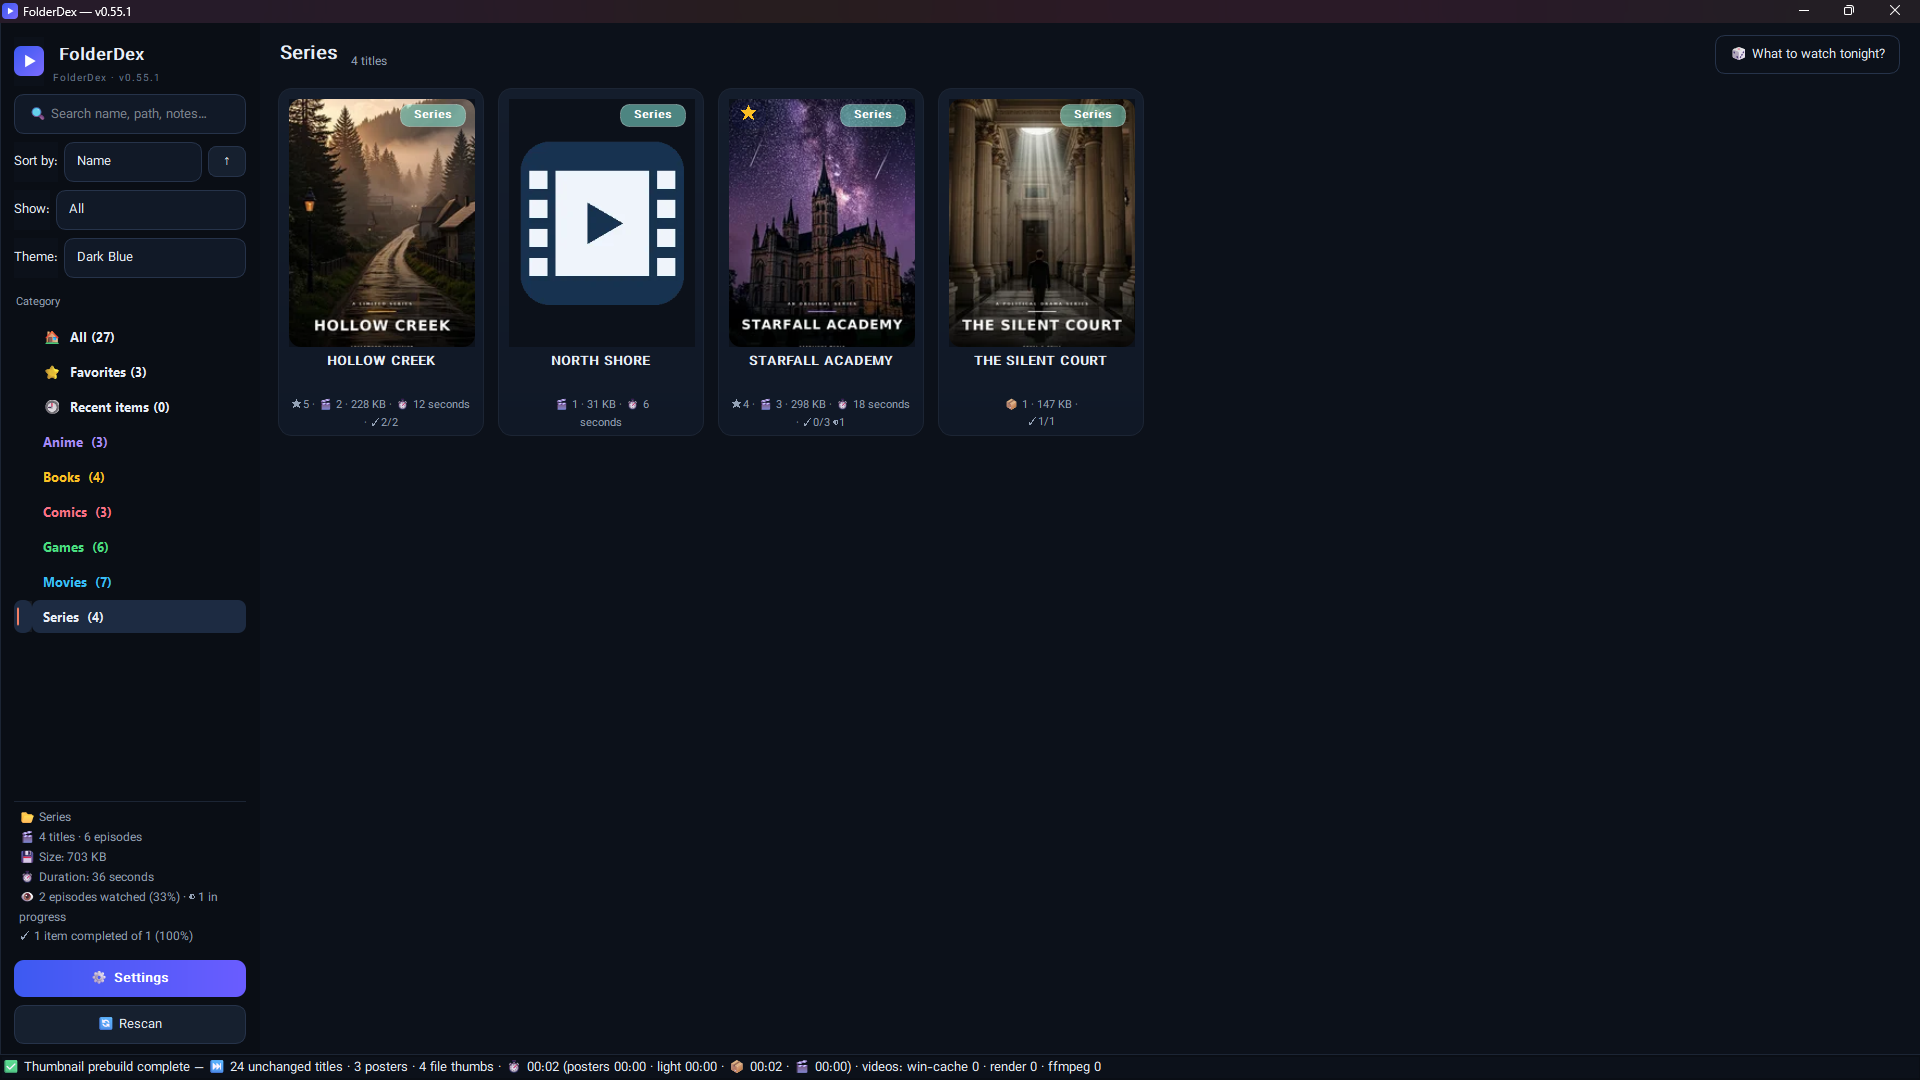 FolderDex — v0.55.1
FolderDex
FolderDex · v0.55.1
Search name, path, notes...
Sort by:
Name
↑
Show:
All
Theme:
Dark Blue
Category
All (27)
Favorites (3)
Recent items (0)
Anime (3)
Books (4)
Comics (3)
Games (6)
Movies (7)
Series (4)
Series
4 titles · 6 episodes
Size: 703 KB
Duration: 36 seconds
2 episodes watched (33%) · 1 in
progress
✓ 1 item completed of 1 (100%)
Settings
Rescan
Series
4 titles
What to watch tonight?
Series
A LIMITED SERIES
HOLLOW CREEK
HOLLOW CREEK
★5 · 2 · 228 KB · 12 seconds
· ✓2/2
Series
NORTH SHORE
1 · 31 KB · 6
seconds
Series
AN ORIGINAL SERIES
STARFALL ACADEMY
STARFALL ACADEMY
★4 · 3 · 298 KB · 18 seconds
· ✓0/3 1
Series
A POLITICAL DRAMA SERIES
THE SILENT COURT
THE SILENT COURT
1 · 147 KB ·
✓1/1
Thumbnail prebuild complete — 24 unchanged titles · 3 posters · 4 file thumbs · 00:02 (posters 00:00 · light 00:00 · 00:02 · 00:00) · videos: win-cache 0 · render 0 · ffmpeg 0